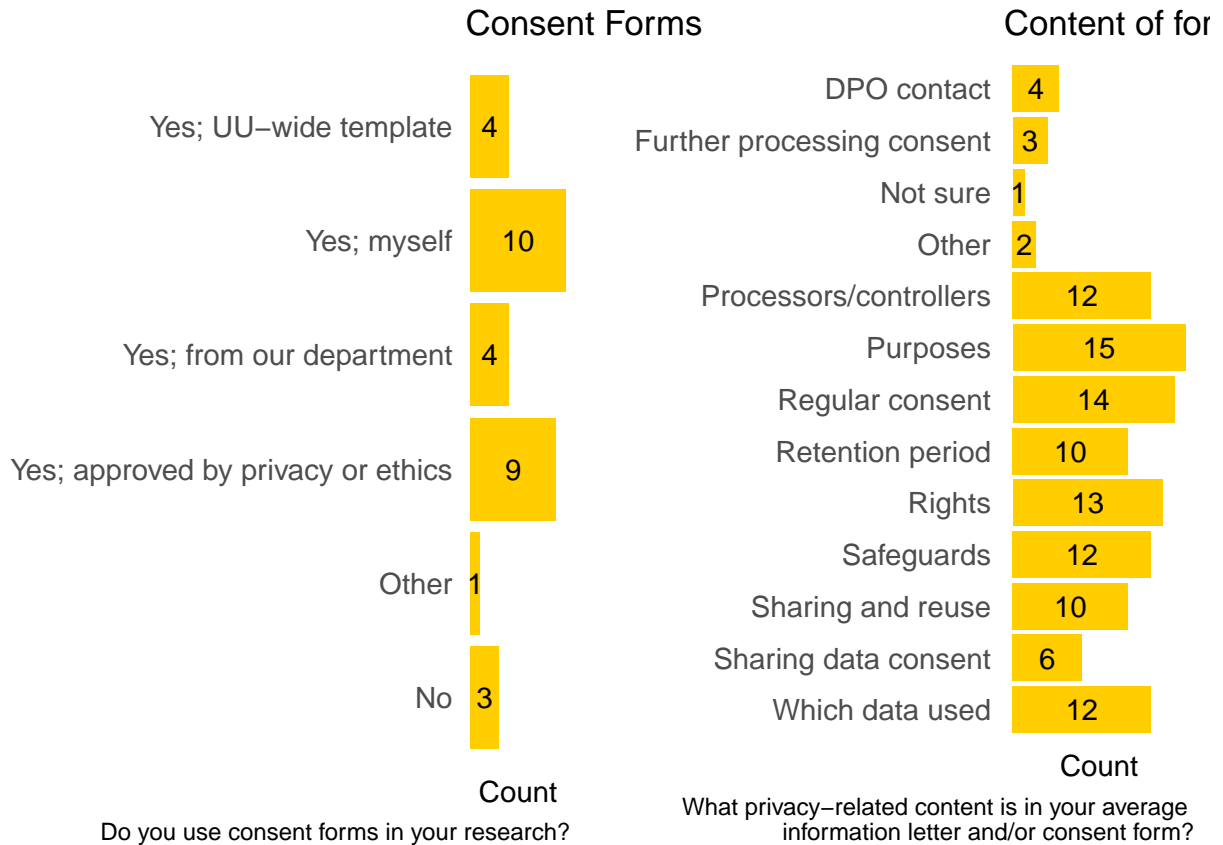 Consent Forms
Yes; UU−wide template 4
Yes; myself 10
Yes; from our department 4
Yes; approved by privacy or ethics 9
Other 1
No 3
Count
Do you use consent forms in your research?
Content of for
DPO contact 4
Further processing consent 3
Not sure 1
Other 2
Processors/controllers 12
Purposes 15
Regular consent 14
Retention period 10
Rights 13
Safeguards 12
Sharing and reuse 10
Sharing data consent 6
Which data used 12
Count
What privacy−related content is in your average
information letter and/or consent form?